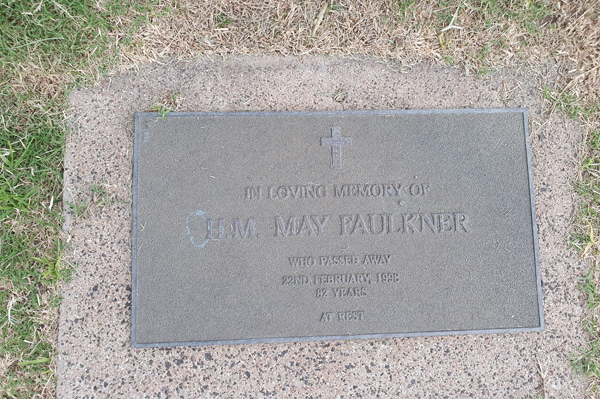 IN LOVING MEMORY OF
H.M. MAY FAULKNER
WHO PASSED AWAY
22ND FEBRUARY, 1998
82 YEARS
AT REST